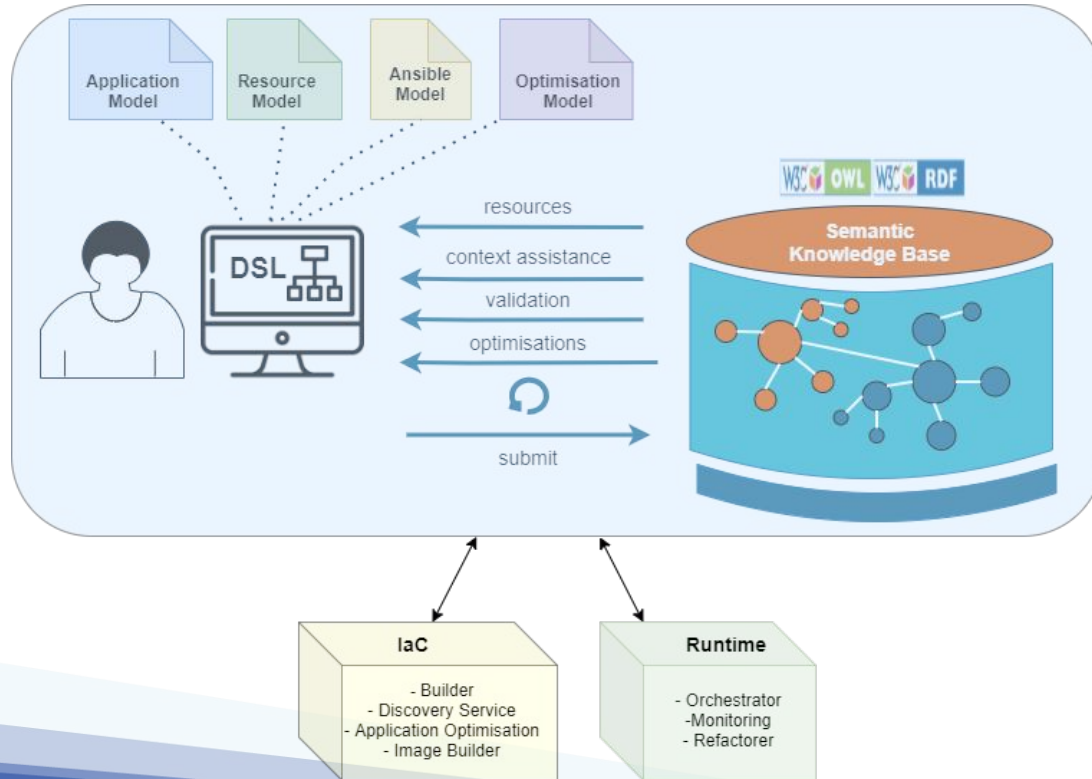 Application
Model
Resource
Model
Ansible
Model
Optimisation
Model
W3C OWL W3C RDF
DSL
resources
context assistance
validation
optimisations
submit
Semantic
Knowledge Base
IaC
- Builder
- Discovery Service
- Application Optimisation
- Image Builder
Runtime
- Orchestrator
-Monitoring
- Refactorer